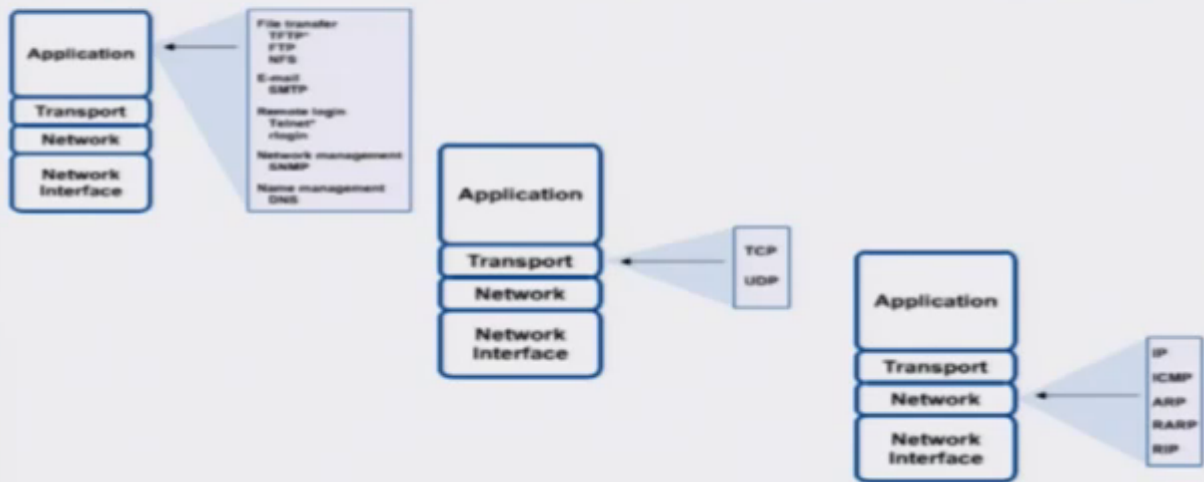 Application
Transport
Network
Network
Interface
File transfer
TFTP*
FTP
NFS
E-mail
SMTP
Remote login
Telnet*
rlogin
Network management
SNMP
Name management
DNS
Application
Transport
Network
Network
Interface
TCP
UDP
Application
Transport
Network
Network
Interface
IP
ICMP
ARP
RARP
RIP